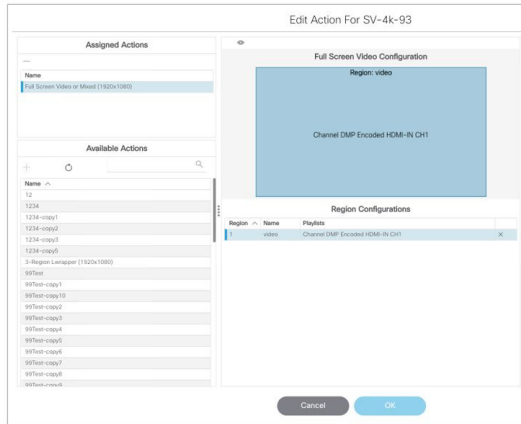 Edit Action For SV-4k-93
Assigned Actions
Name
Full Screen Video or Mixed (1920x1080)
Available Actions
Name
12
1234
1234-copy1
1234-copy2
1234-copy3
1234-copy5
3-Region Lwrapper (1920x1080)
99Test
99Test-copy1
99Test-copy10
99Test-copy2
99Test-copy3
99Test-copy4
99Test-copy5
99Test-copy6
99Test-copy7
99Test-copy8
99Test-copy9
Full Screen Video Configuration
Region: video
Channel DMP Encoded HDMI-IN CH1
Region Configurations
Region Name Playlists
1 video Channel DMP Encoded HDMI-IN CH1
Cancel OK